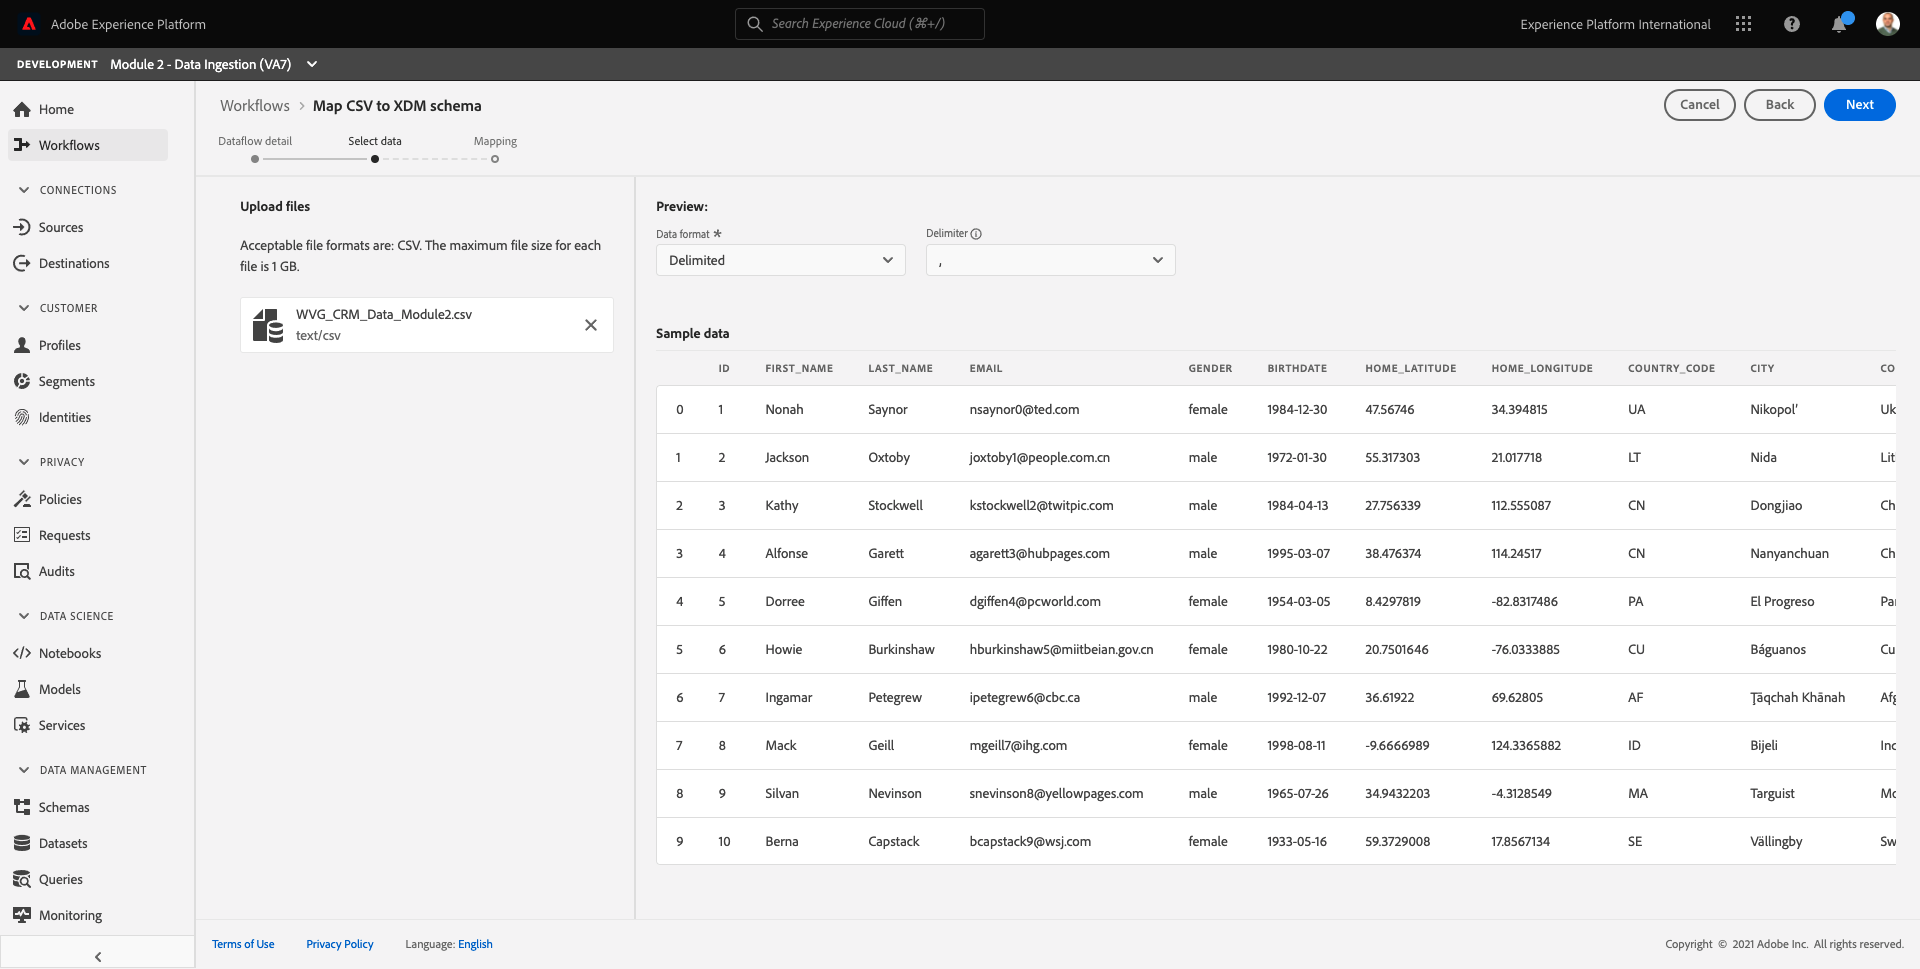 Adobe Experience Platform
Search Experience Cloud (⌘+/)
Experience Platform International
DEVELOPMENT Module 2 - Data Ingestion (VA7)
Home
Workflows
CONNECTIONS
Sources
Destinations
CUSTOMER
Profiles
Segments
Identities
PRIVACY
Policies
Requests
Audits
DATA SCIENCE
Notebooks
Models
Services
DATA MANAGEMENT
Schemas
Datasets
Queries
Monitoring
Workflows > Map CSV to XDM schema
Cancel Back Next
Dataflow detail Select data Mapping
Upload files
Acceptable file formats are: CSV. The maximum file size for each
file is 1 GB.
WVG_CRM_Data_Module2.csv
text/csv
Preview:
Data format * Delimiter
Delimited ,
Sample data
ID FIRST_NAME LAST_NAME EMAIL GENDER BIRTHDATE HOME_LATITUDE HOME_LONGITUDE COUNTRY_CODE CITY CO
0 1 Nonah Saynor nsaynor0@ted.com female 1984-12-30 47.56746 34.394815 UA Nikopol’ Uk
1 2 Jackson Oxtoby joxtoby1@people.com.cn male 1972-01-30 55.317303 21.017718 LT Nida Lit
2 3 Kathy Stockwell kstockwell2@twitpic.com male 1984-04-13 27.756339 112.555087 CN Dongjiao Ch
3 4 Alfonse Garett agarett3@hubpages.com male 1995-03-07 38.476374 114.24517 CN Nanyanchuan Ch
4 5 Dorree Giffen dgiffen4@pcworld.com female 1954-03-05 8.4297819 -82.8317486 PA El Progreso Pa
5 6 Howie Burkinshaw hburkinshaw5@miitbeian.gov.cn female 1980-10-22 20.7501646 -76.0333885 CU Báguanos Cu
6 7 Ingamar Petegrew ipetegrew6@cbc.ca male 1992-12-07 36.61922 69.62805 AF Ţāqchah Khānah Afg
7 8 Mack Geill mgeill7@ihg.com female 1998-08-11 -9.6666989 124.3365882 ID Bijeli Inc
8 9 Silvan Nevinson snevinson8@yellowpages.com male 1965-07-26 34.9432203 -4.3128549 MA Targuist Mo
9 10 Berna Capstack bcapstack9@wsj.com female 1933-05-16 59.3729008 17.8567134 SE Vällingby Sw
Terms of Use Privacy Policy Language: English
Copyright © 2021 Adobe Inc. All rights reserved.